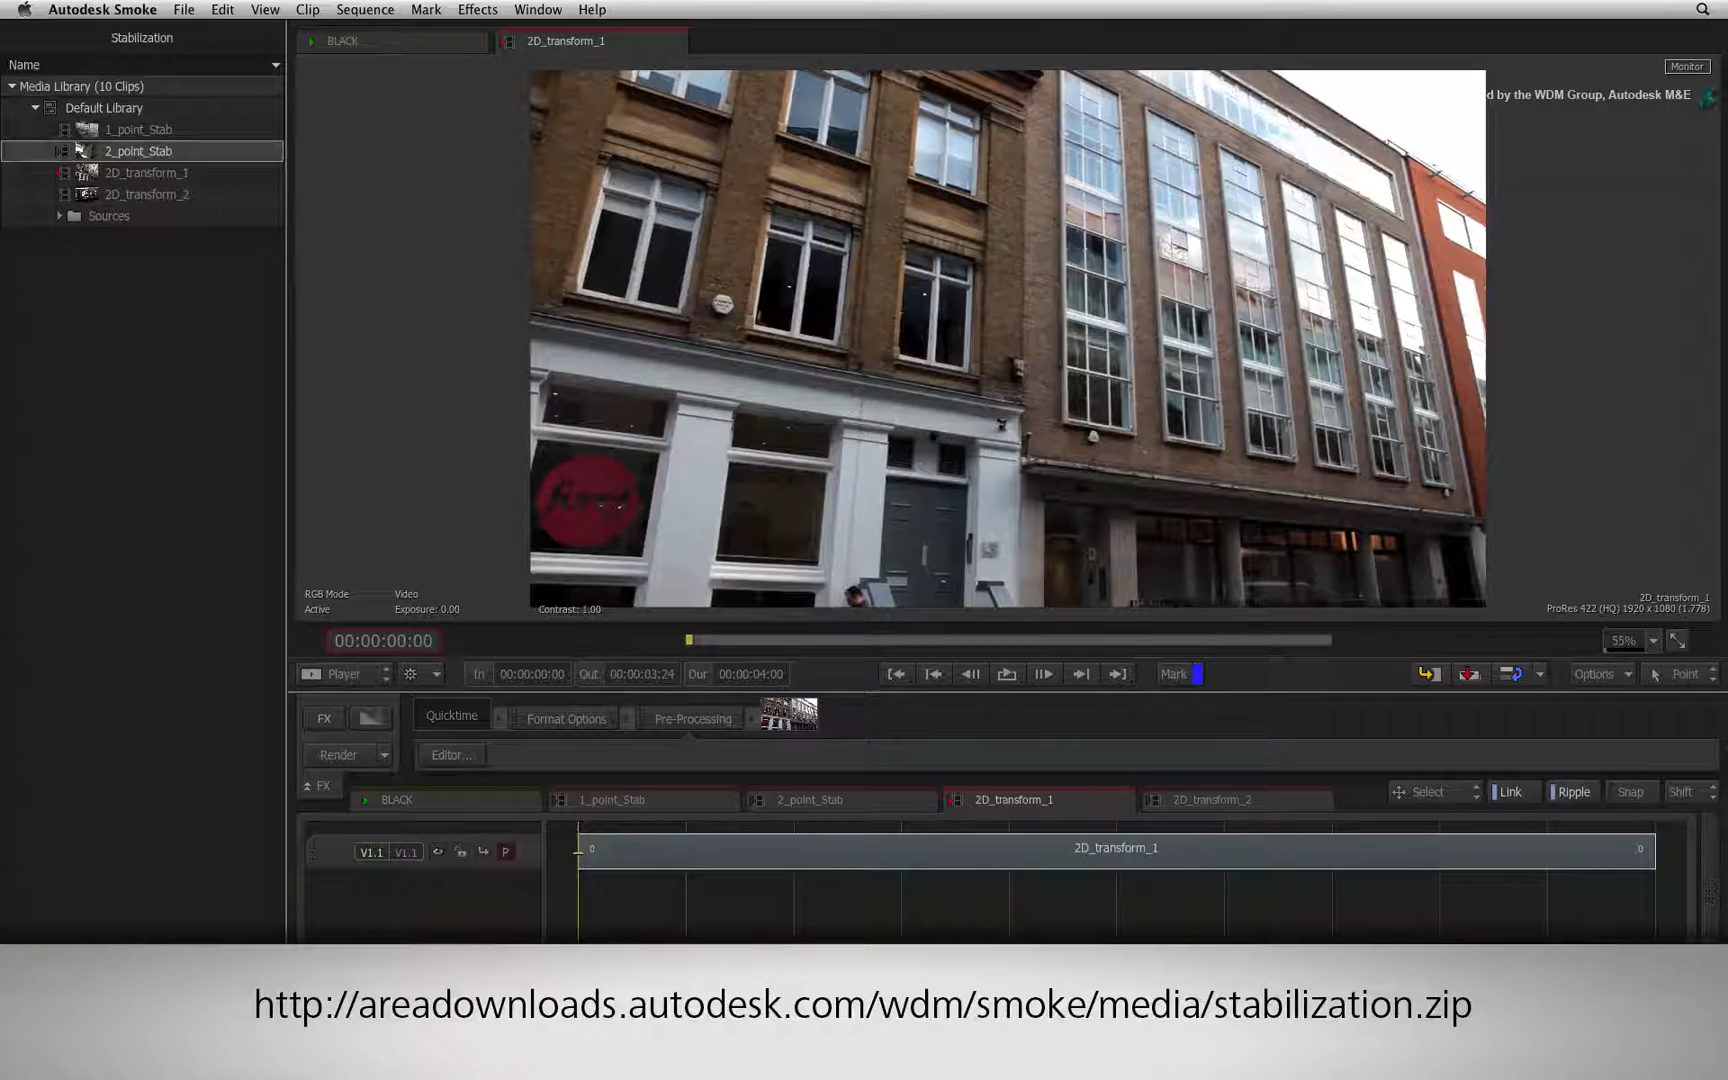 Autodesk Smoke File Edit View Clip Sequence Mark Effects Window Help
Stabilization
Name
Media Library (10 Clips)
Default Library
1_point_Stab
2_point_Stab
2D_transform_1
2D_transform_2
Sources
BLACK
2D_transform_1
Monitor
d by the WDM Group, Autodesk M&E
RGB Mode Video
Active Exposure: 0.00 Contrast: 1.00
2D_transform_1
ProRes 422 (HQ) 1920 x 1080 (1.778)
00:00:00:00
55%
Player In 00:00:00:00 Out 00:00:03:24 Dur 00:00:04:00 Mark Options Point
FX Quicktime Format Options Pre-Processing
Render Editor...
FX
BLACK 1_point_Stab 2_point_Stab 2D_transform_1 2D_transform_2 Select Link Ripple Snap Shift
V1.1 V1.1 P 0 2D_transform_1 0
http://areadownloads.autodesk.com/wdm/smoke/media/stabilization.zip